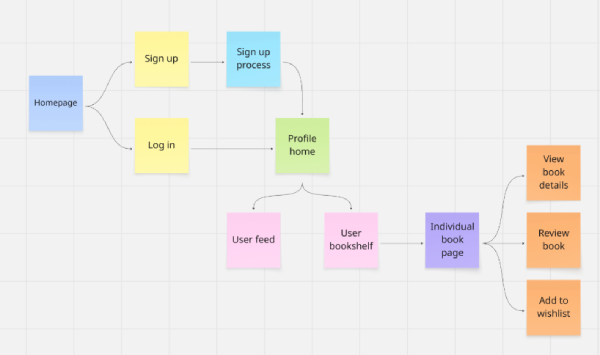 Homepage
Sign up
Sign up
process
Log in
Profile
home
User feed
User
bookshelf
Individual
book
page
View
book
details
Review
book
Add to
wishlist